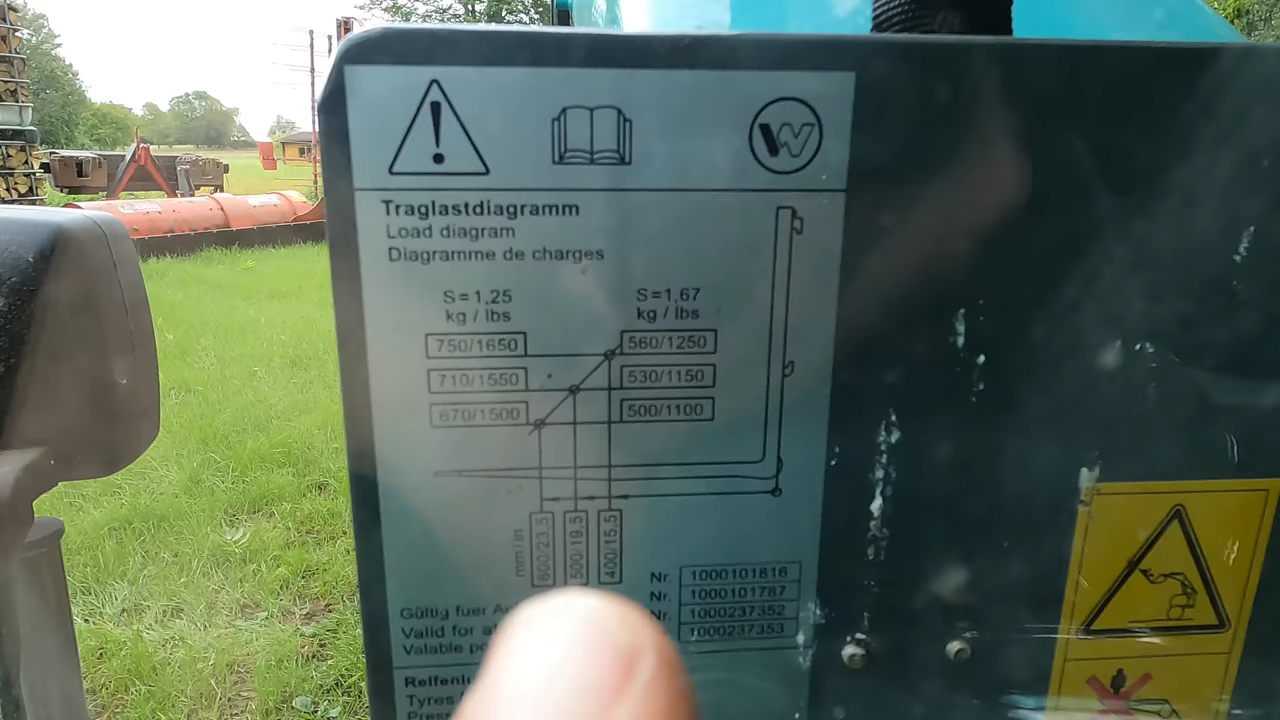 Traglastdiagramm
Load diagram
Diagramme de charges
S=1,25
kg / lbs
S=1,67
kg / lbs
750/1650
560/1250
710/1550
530/1150
670/1500
500/1100
mm/in
600/23,5
500/19,5
400/15,5
Nr. 1000101816
Nr. 1000101787
Nr. 1000237352
1000237353
Gültig fuer
Valid for
Valable
Tyres